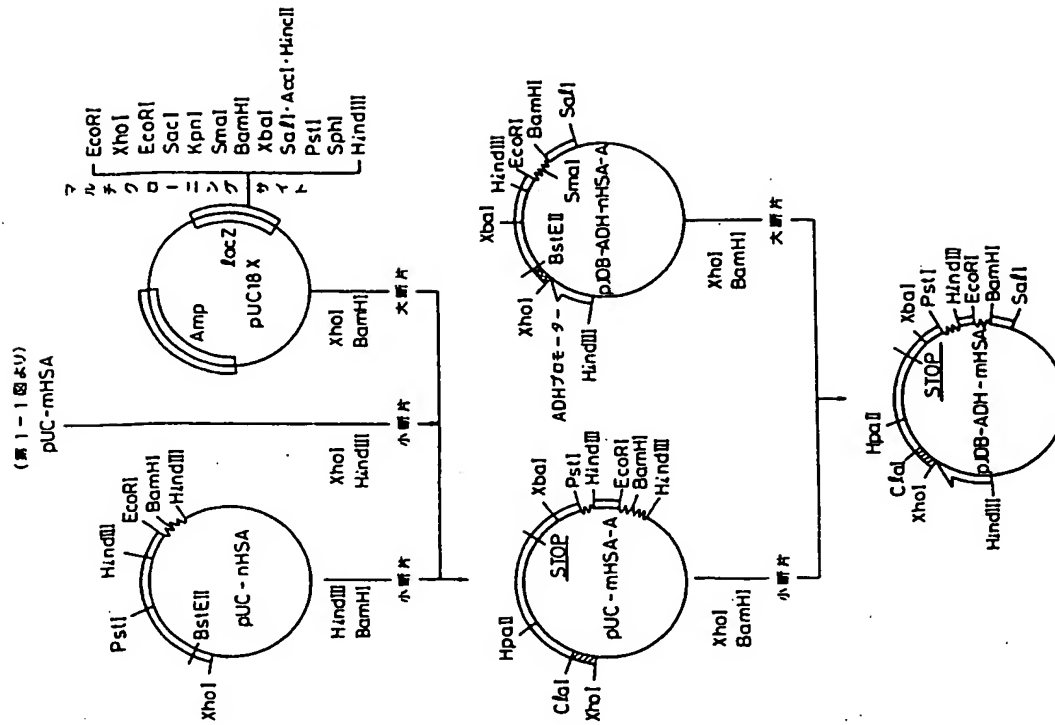 (第1-1図より)
pUC-mHSA
マルチクローニングサイト
EcoRI
XhoI
EcoRI
SacI
KpnI
SmaI
BamHI
XbaI
SalI・AccI・HincII
PstI
SphI
HindIII
Amp
lacZ
pUC18X
XhoI
BamHI
大断片
XhoI
HindIII
小断片
PstI
HindIII
EcoRI
BamHI
HindIII
BstEII
XhoI
pUC-nHSA
HindIII
BamHI
小断片
HpaII
ClaI
XhoI
STOP
XbaI
PstI
HindIII
EcoRI
BamHI
HindIII
pUC-mHSA-A
XhoI
BamHI
小断片
XbaI
HindIII
EcoRI
BamHI
SalI
SmaI
BstEII
XhoI
ADHプロモーター
HindIII
pJDB-ADH-nHSA-A
XhoI
BamHI
大断片
HpaII
ClaI
XhoI
STOP
XbaI
PstI
HindIII
EcoRI
BamHI
SalI
HindIII
pJDB-ADH-mHSA-A